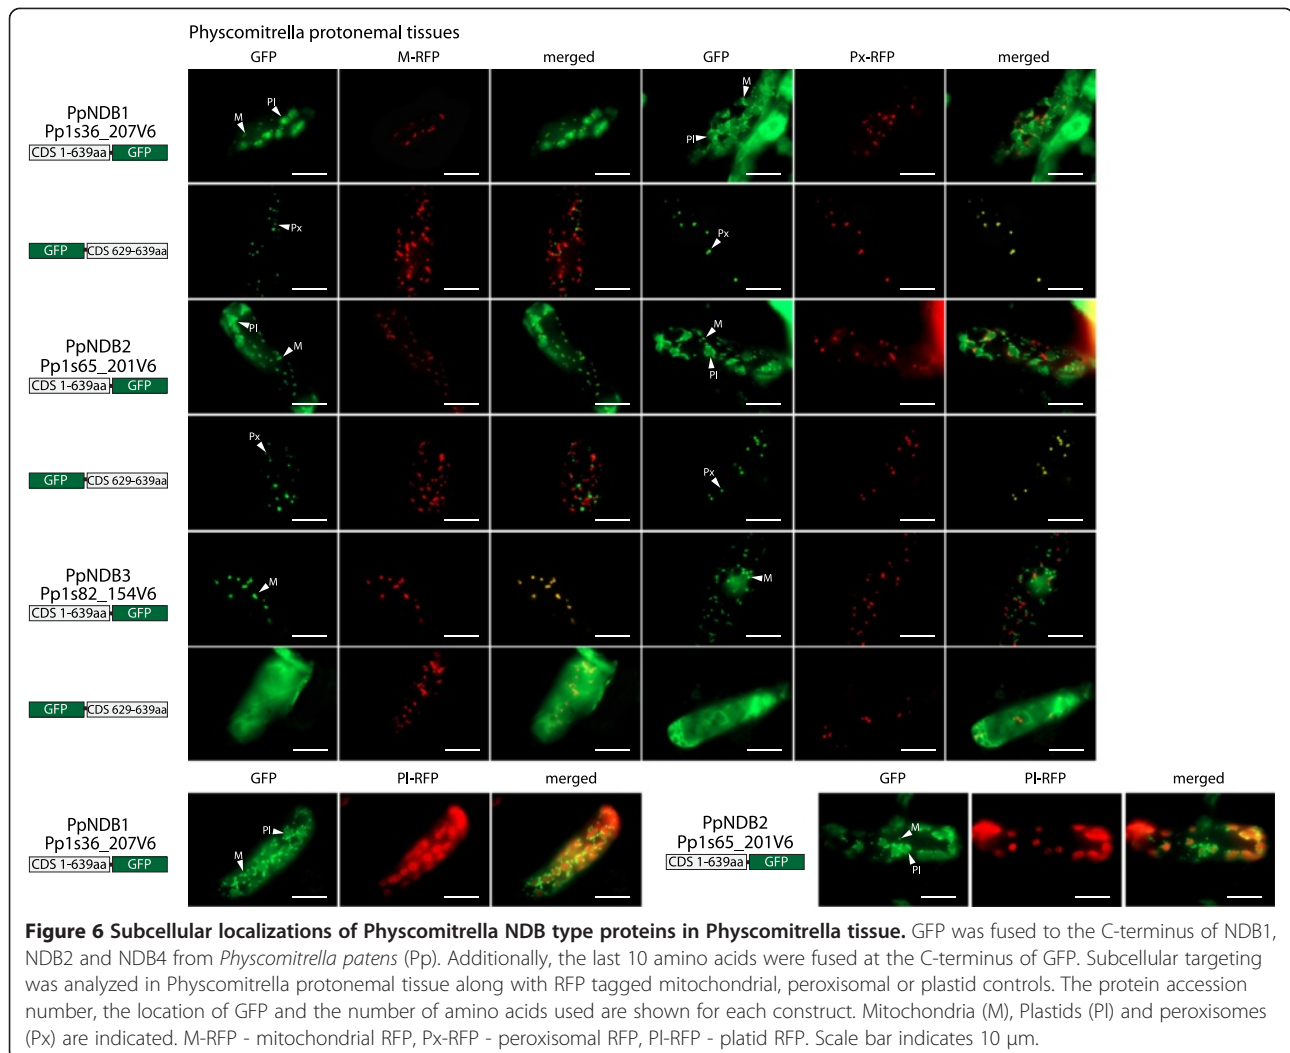 Physcomitrella protonemal tissues
GFP M-RFP merged GFP Px-RFP merged
PpNDB1
Pp1s36_207V6
CDS 1-639aa GFP
M Pl M Pl
GFP CDS 629-639aa
Px Px
PpNDB2
Pp1s65_201V6
CDS 1-639aa GFP
Pl M M Pl
GFP CDS 629-639aa
Px Px
PpNDB3
Pp1s82_154V6
CDS 1-639aa GFP
M M
GFP CDS 629-639aa
GFP Pl-RFP merged GFP Pl-RFP merged
PpNDB1
Pp1s36_207V6
CDS 1-639aa GFP
Pl M
PpNDB2
Pp1s65_201V6
CDS 1-639aa GFP
M Pl
Figure 6 Subcellular localizations of Physcomitrella NDB type proteins in Physcomitrella tissue. GFP was fused to the C-terminus of NDB1,
NDB2 and NDB4 from Physcomitrella patens (Pp). Additionally, the last 10 amino acids were fused at the C-terminus of GFP. Subcellular targeting
was analyzed in Physcomitrella protonemal tissue along with RFP tagged mitochondrial, peroxisomal or plastid controls. The protein accession
number, the location of GFP and the number of amino acids used are shown for each construct. Mitochondria (M), Plastids (Pl) and peroxisomes
(Px) are indicated. M-RFP - mitochondrial RFP, Px-RFP - peroxisomal RFP, Pl-RFP - platid RFP. Scale bar indicates 10 μm.